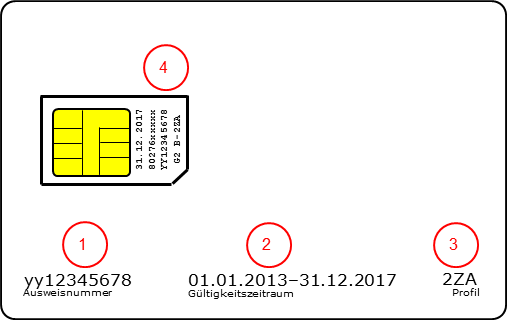 4
31.12.2017
80276xxxxx
YY12345678
G2 B-2ZA
1
2
3
yy12345678
01.01.2013–31.12.2017
2ZA
Ausweisnummer
Gültigkeitszeitraum
Profil